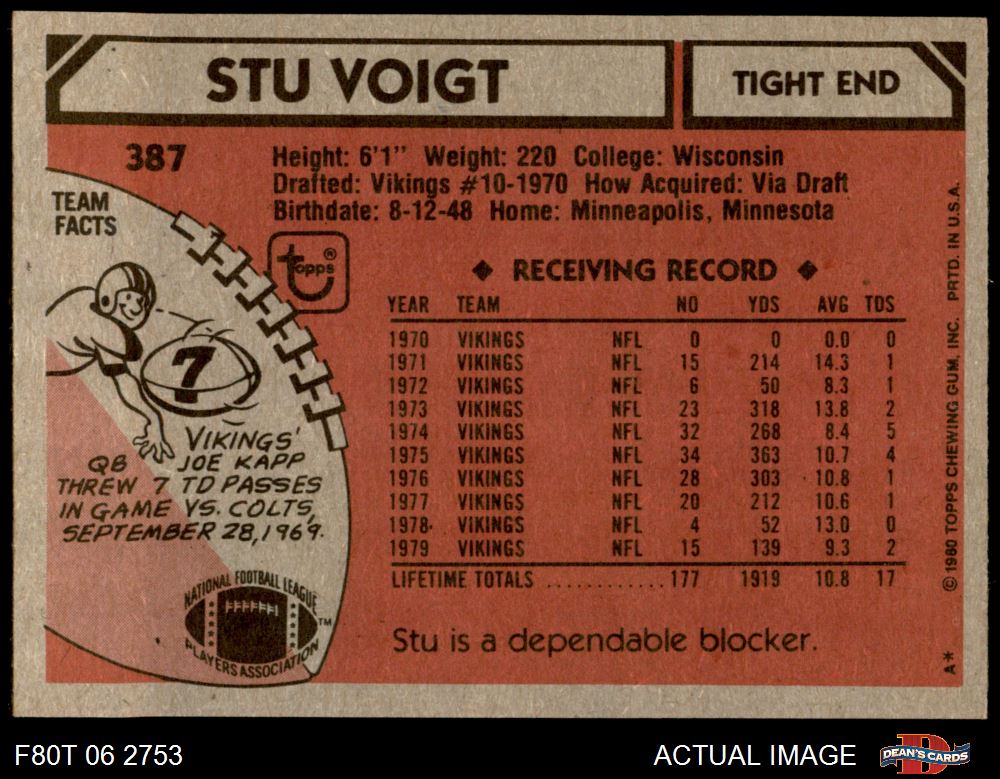 STU VOIGT
TIGHT END
387
Height: 6'1" Weight: 220 College: Wisconsin
Drafted: Vikings #10-1970 How Acquired: Via Draft
Birthdate: 8-12-48 Home: Minneapolis, Minnesota
TEAM
FACTS
topps®
7
VIKINGS'
QB JOE KAPP
THREW 7 TD PASSES
IN GAME VS. COLTS,
SEPTEMBER 28, 1969.
NATIONAL FOOTBALL LEAGUE
PLAYERS ASSOCIATION
TM
◆ RECEIVING RECORD ◆
YEAR TEAM NO YDS AVG TDS
1970 VIKINGS NFL 0 0 0.0 0
1971 VIKINGS NFL 15 214 14.3 1
1972 VIKINGS NFL 6 50 8.3 1
1973 VIKINGS NFL 23 318 13.8 2
1974 VIKINGS NFL 32 268 8.4 5
1975 VIKINGS NFL 34 363 10.7 4
1976 VIKINGS NFL 28 303 10.8 1
1977 VIKINGS NFL 20 212 10.6 1
1978 VIKINGS NFL 4 52 13.0 0
1979 VIKINGS NFL 15 139 9.3 2
LIFETIME TOTALS ............ 177 1919 10.8 17
Stu is a dependable blocker.
A* © 1980 TOPPS CHEWING GUM, INC. PRTD. IN U.S.A.
F80T 06 2753
ACTUAL IMAGE
DEAN'S CARDS